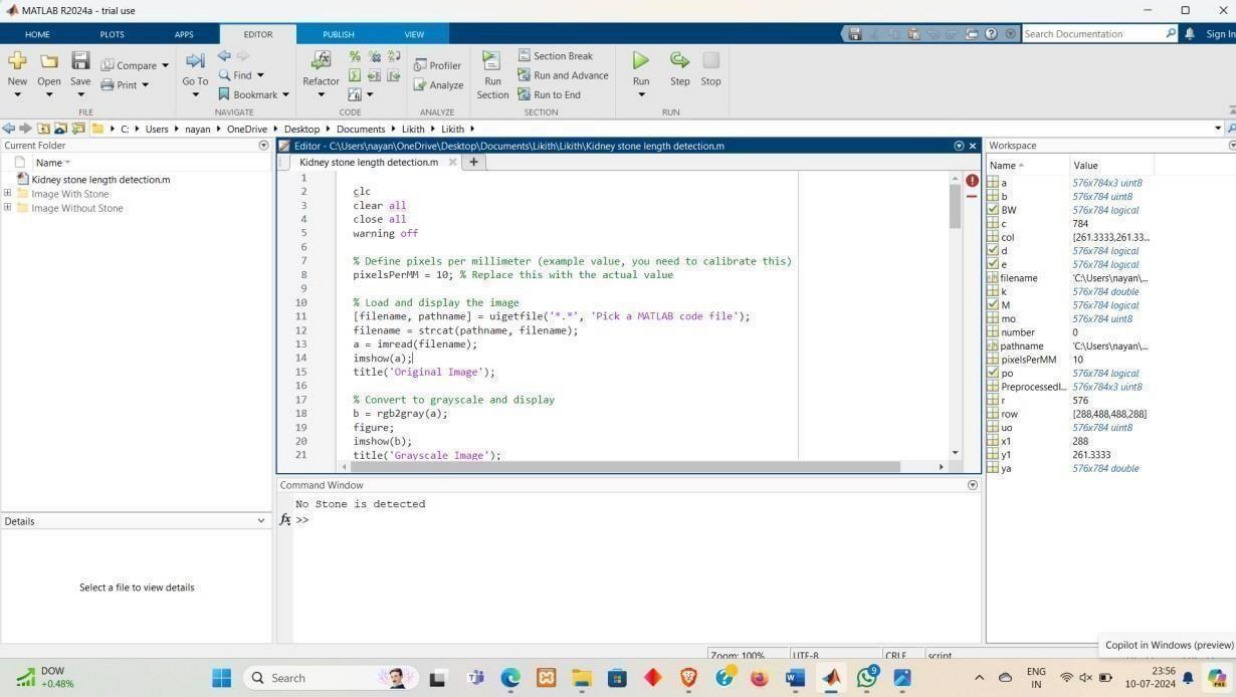 MATLAB R2024a - trial use
HOME PLOTS APPS EDITOR PUBLISH VIEW Search Documentation Sign In
New Open Save Compare Print Go To Find Bookmark Refactor Profiler Analyze Run Section Section Break Run and Advance Run to End Run Step Stop
FILE NAVIGATE CODE ANALYZE SECTION RUN
C: Users nayan OneDrive Desktop Documents Likith Likith
Current Folder
Name
Kidney stone length detection.m
Image With Stone
Image Without Stone
Details
Select a file to view details
Editor - C:\Users\nayan\OneDrive\Desktop\Documents\Likith\Likith\Kidney stone length detection.m
Kidney stone length detection.m
1
2 clc
3 clear all
4 close all
5 warning off
6
7 % Define pixels per millimeter (example value, you need to calibrate this)
8 pixelsPerMM = 10; % Replace this with the actual value
9
10 % Load and display the image
11 [filename, pathname] = uigetfile('*.*', 'Pick a MATLAB code file');
12 filename = strcat(pathname, filename);
13 a = imread(filename);
14 imshow(a);
15 title('Original Image');
16
17 % Convert to grayscale and display
18 b = rgb2gray(a);
19 figure;
20 imshow(b);
21 title('Grayscale Image');
Command Window
No Stone is detected
fx >>
Workspace
Name Value
a 576x784x3 uint8
b 576x784 uint8
BW 576x784 logical
c 784
col [261.3333,261.33...
d 576x784 logical
e 576x784 logical
filename 'C:\Users\nayan\...
k 576x784 double
M 576x784 logical
mo 576x784 uint8
number 0
pathname 'C:\Users\nayan\...
pixelsPerMM 10
po 576x784 logical
PreprocessedI... 576x784x3 uint8
r 576
row [288,488,488,288]
uo 576x784 uint8
x1 288
y1 261.3333
ya 576x784 double
Zoom: 100% UTF-8 CRLF script
Copilot in Windows (preview)
DOW
+0.48%
Search
9
ENG
IN
23:56
10-07-2024